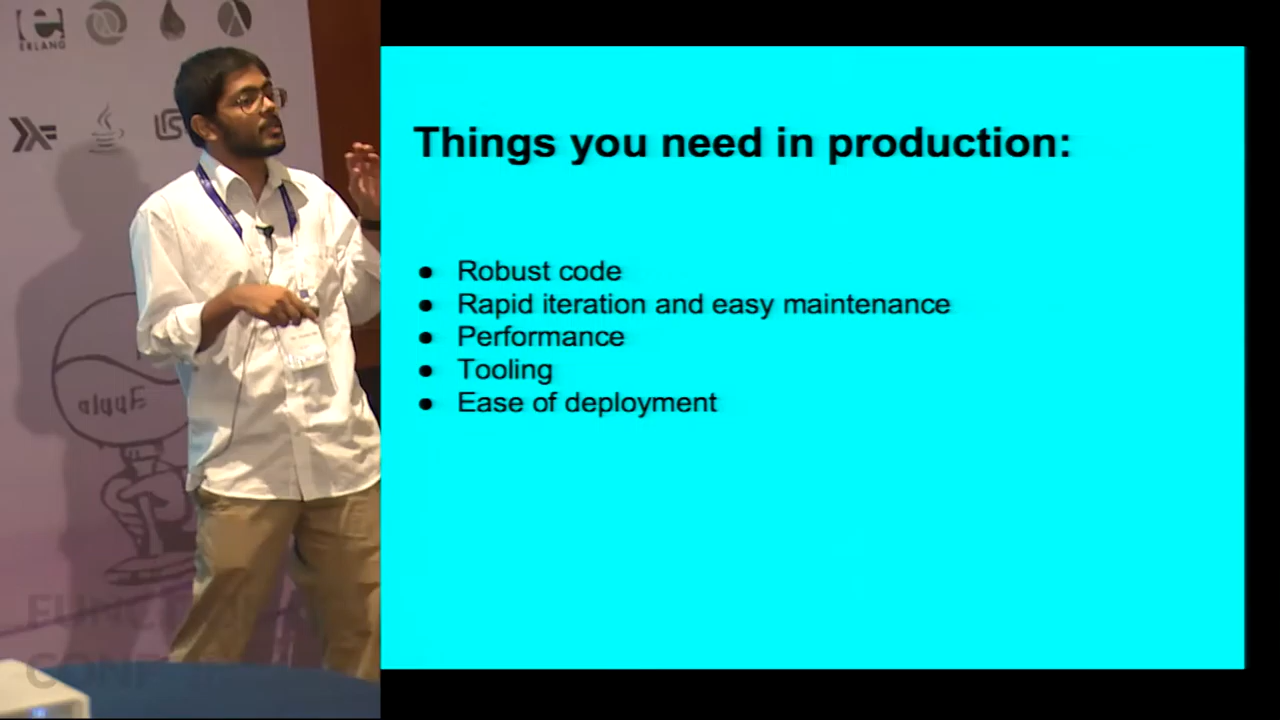 ERLANG
Things you need in production:
● Robust code
● Rapid iteration and easy maintenance
● Performance
● Tooling
● Ease of deployment